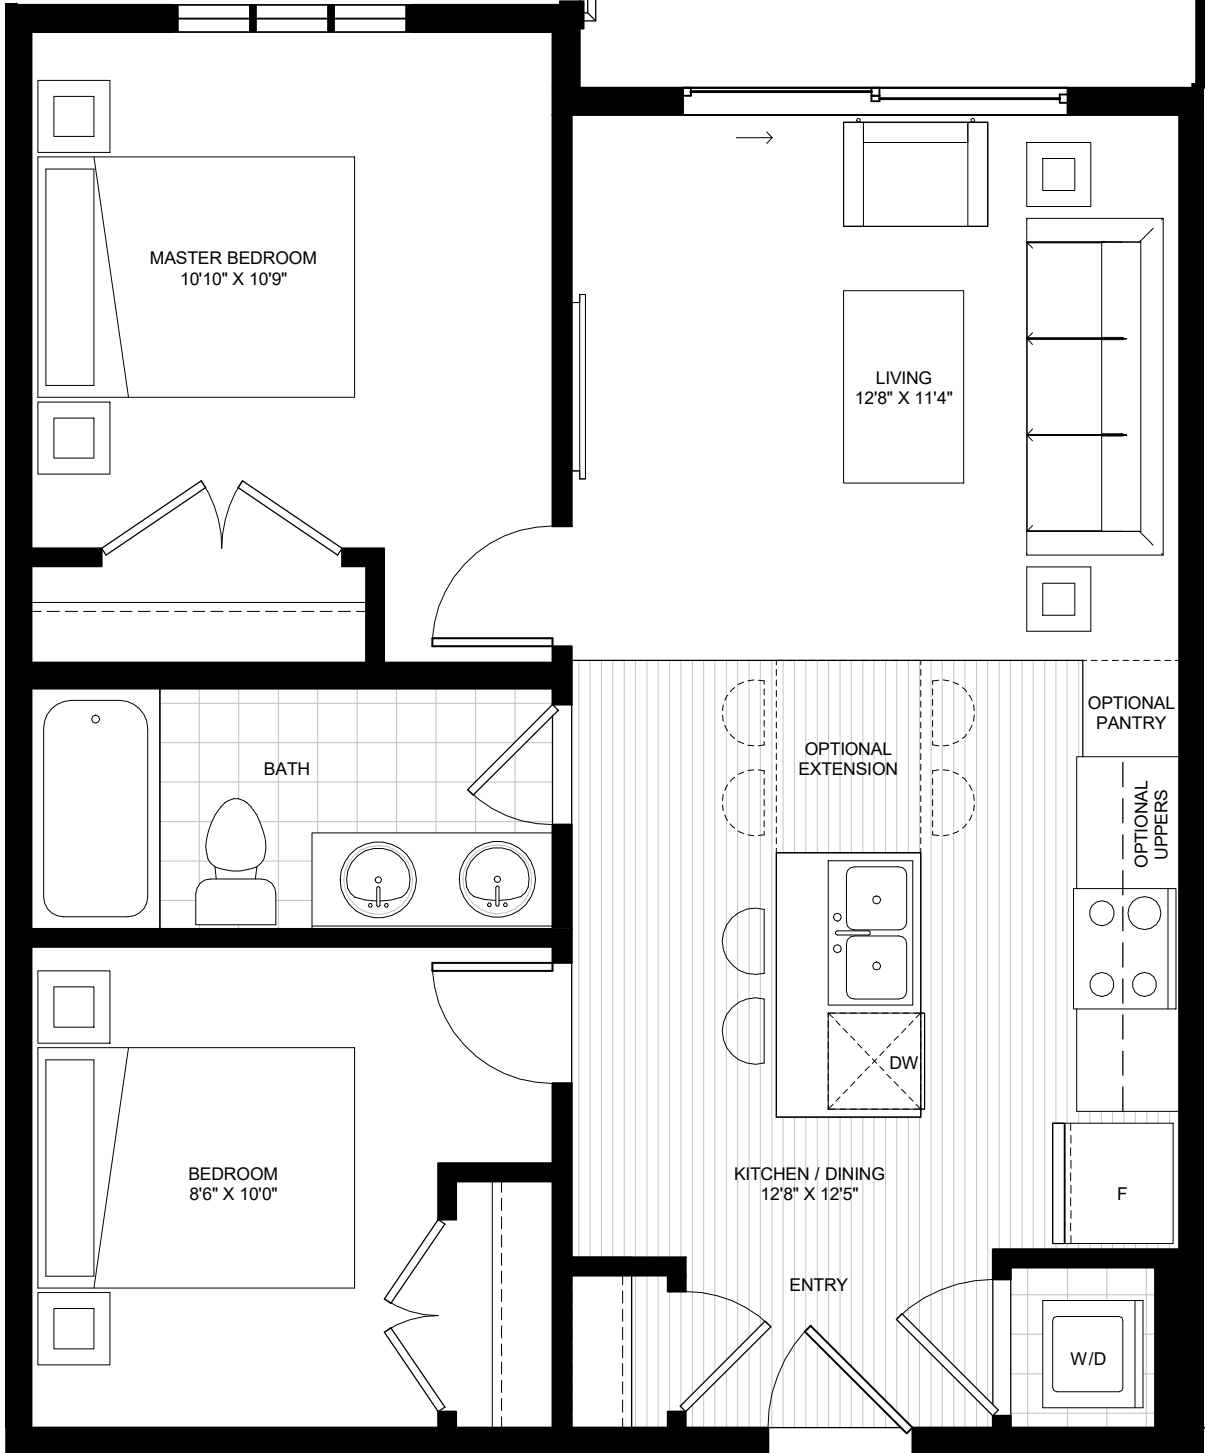 MASTER BEDROOM
10'10" X 10'9"
LIVING
12'8" X 11'4"
OPTIONAL
PANTRY
OPTIONAL
EXTENSION
BATH
OPTIONAL
UPPERS
DW
BEDROOM
8'6" X 10'0"
KITCHEN / DINING
12'8" X 12'5"
F
ENTRY
W/D